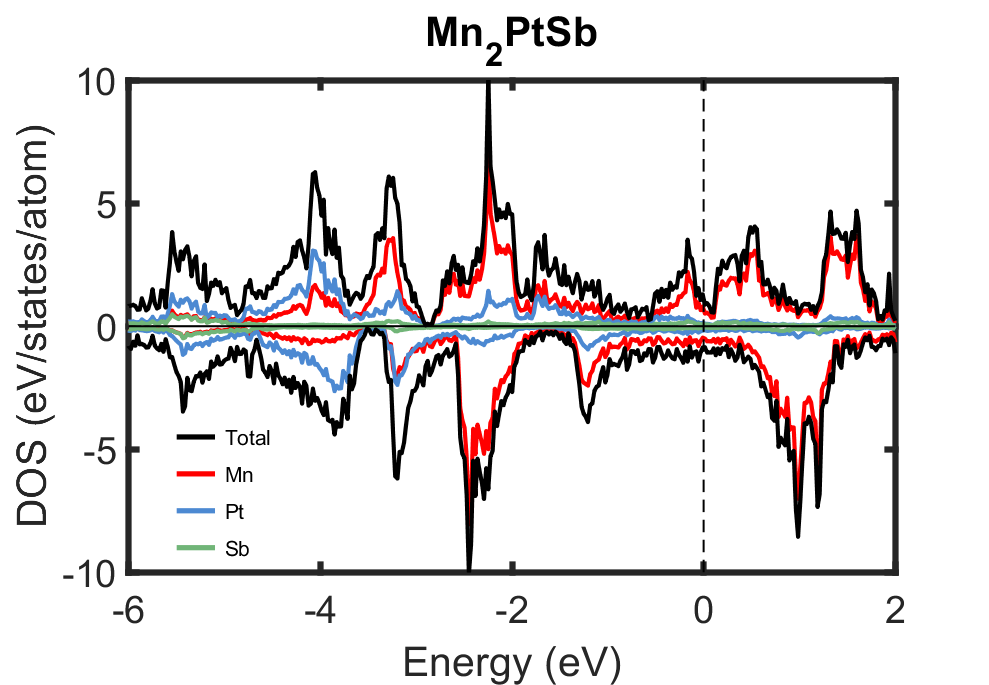 Mn₂PtSb
DOS (eV/states/atom)
10
5
0
-5
-10
Total
Mn
Pt
Sb
-6 -4 -2 0 2
Energy (eV)